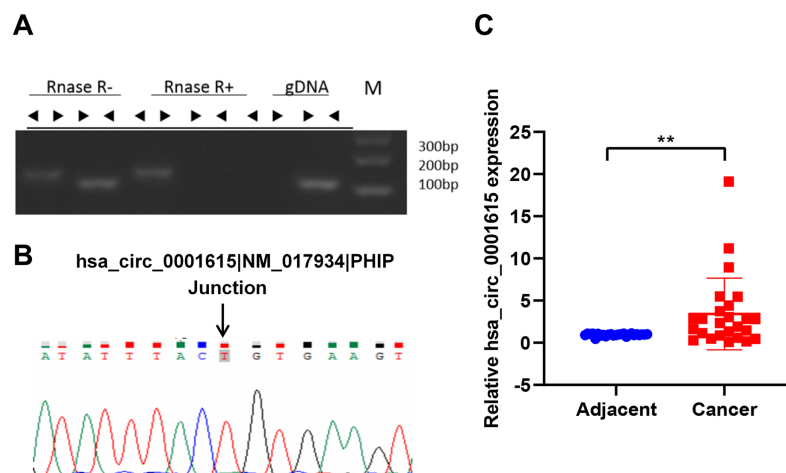 A
Rnase R-
Rnase R+
gDNA
M
300bp
200bp
100bp
B
hsa_circ_0001615|NM_017934|PHIP
Junction
A T A T T T A C T G T G A A G T
C
Relative hsa_circ_0001615 expression
25
20
15
10
5
0
-5
**
Adjacent
Cancer